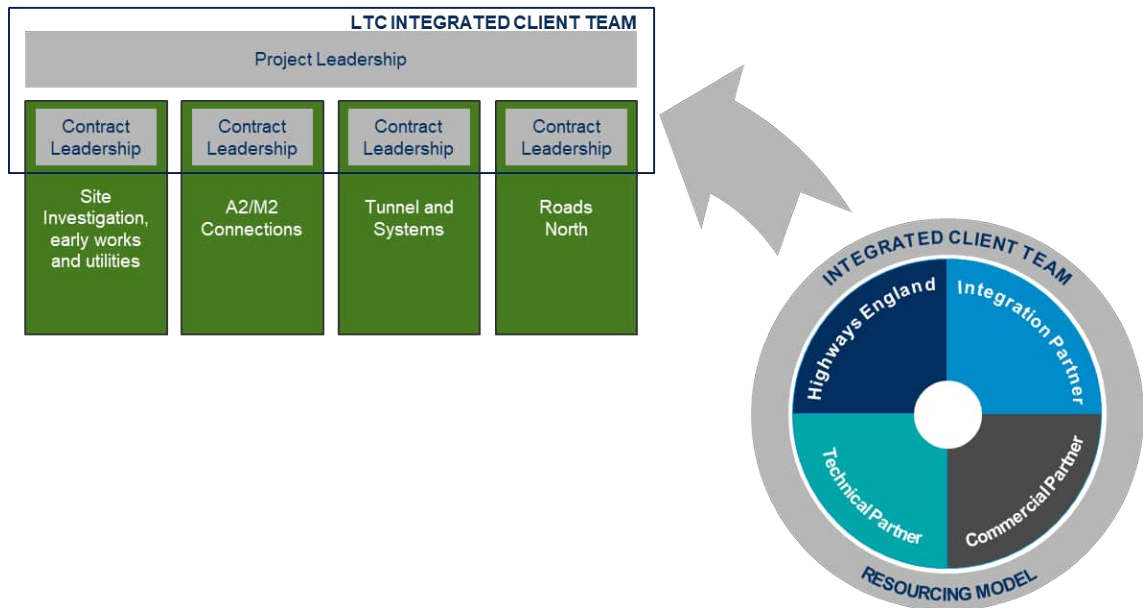 LTC INTEGRATED CLIENT TEAM
Project Leadership
Contract
Leadership
Contract
Leadership
Contract
Leadership
Contract
Leadership
Site
Investigation,
early works
and utilities
A2/M2
Connections
Tunnel and
Systems
Roads
North
INTEGRATED CLIENT TEAM
Highways England
Integration Partner
Technical Partner
Commercial Partner
RESOURCING MODEL